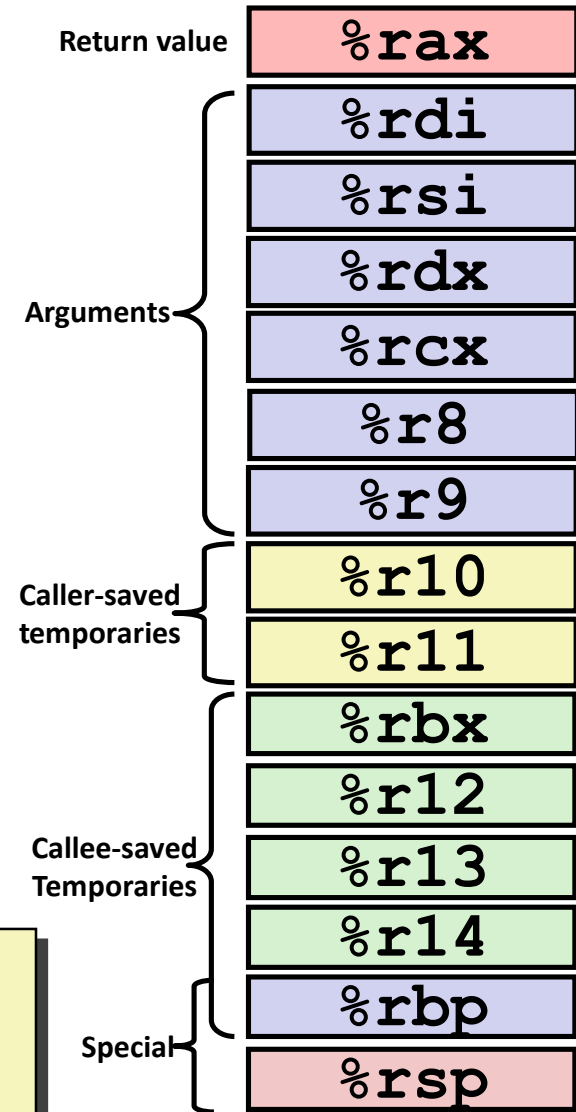 Return value
%rax
%rdi
%rsi
%rdx
Arguments
%rcx
%r8
%r9
Caller-saved
temporaries
%r10
%r11
%rbx
%r12
Callee-saved
Temporaries
%r13
%r14
%rbp
Special
%rsp